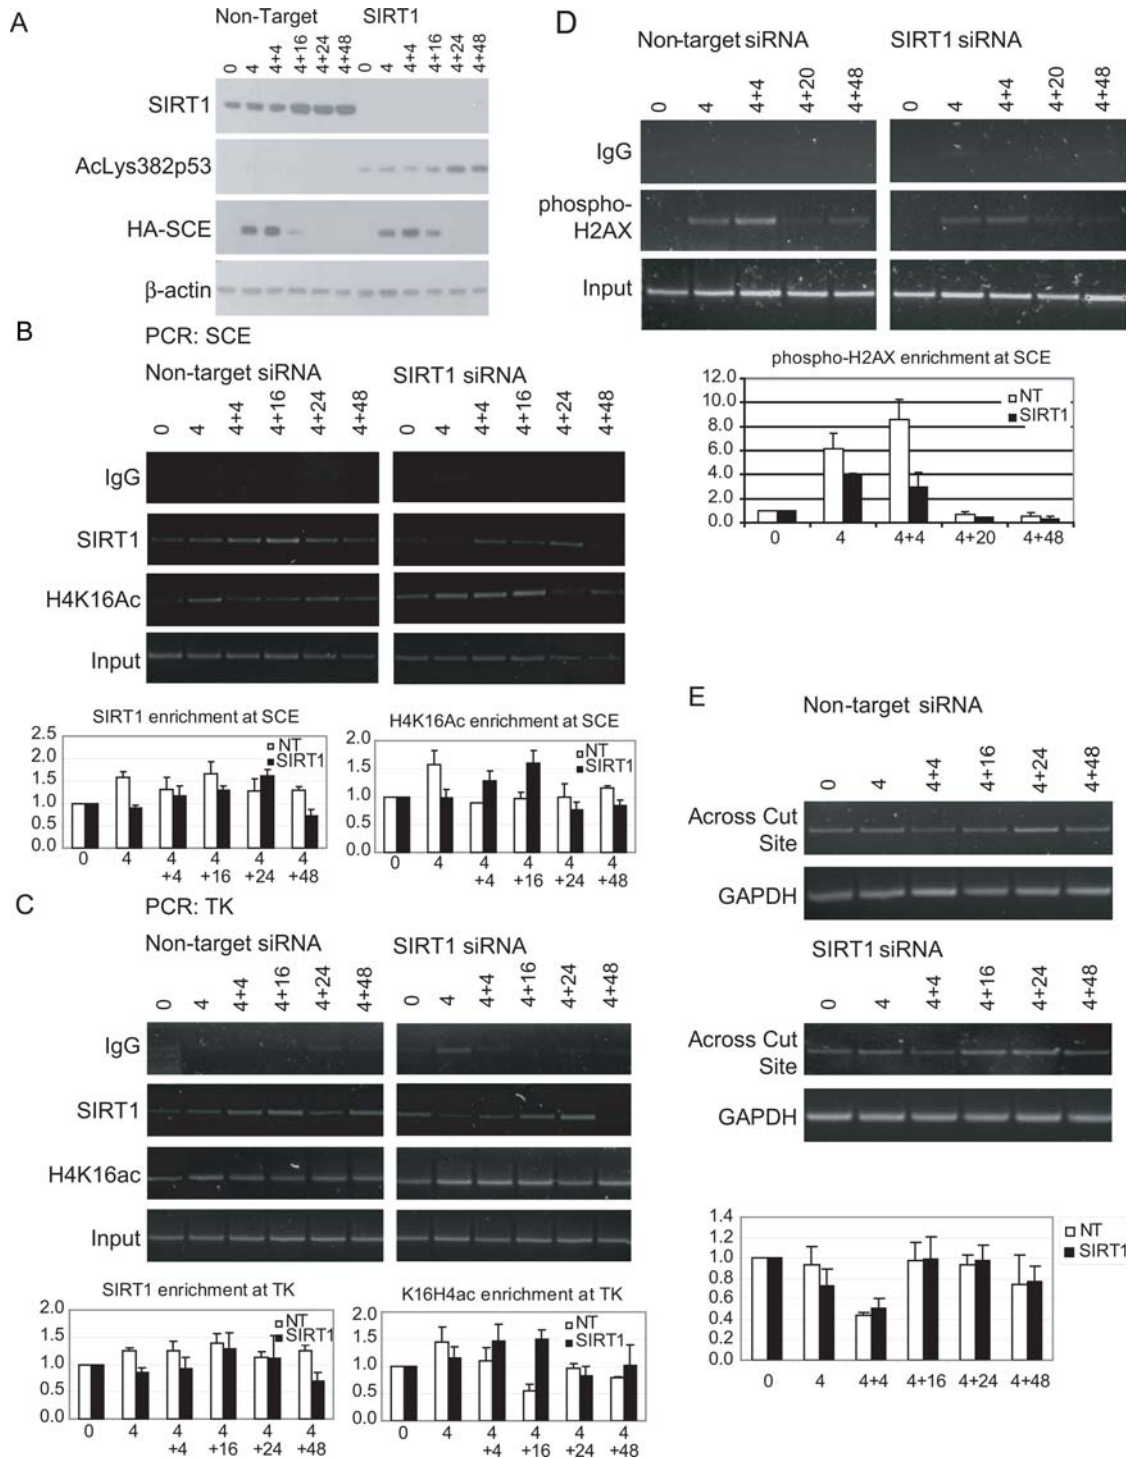 A
Non-Target SIRT1
0 4 4+4 4+16 4+24 4+48 0 4 4+4 4+16 4+24 4+48
SIRT1
AcLys382p53
HA-SCE
β-actin
B
PCR: SCE
Non-target siRNA SIRT1 siRNA
0 4 4+4 4+16 4+24 4+48 0 4 4+4 4+16 4+24 4+48
IgG
SIRT1
H4K16Ac
Input
SIRT1 enrichment at SCE
2.5
2.0
1.5
1.0
0.5
0.0
NT
SIRT1
0 4 4 4 4 4
+4 +16 +24 +48
H4K16Ac enrichment at SCE
2.0
1.5
1.0
0.5
0.0
NT
SIRT1
0 4 4 4 4 4
+4 +16 +24 +48
C
PCR: TK
Non-target siRNA SIRT1 siRNA
0 4 4+4 4+16 4+24 4+48 0 4 4+4 4+16 4+24 4+48
IgG
SIRT1
H4K16ac
Input
SIRT1 enrichment at TK
2.0
1.5
1.0
0.5
0.0
NT
SIRT1
0 4 4 4 4 4
+4 +16 +24 +48
K16H4ac enrichment at TK
2.0
1.5
1.0
0.5
0.0
NT
SIRT1
0 4 4 4 4 4
+4 +16 +24 +48
D
Non-target siRNA SIRT1 siRNA
0 4 4+4 4+20 4+48 0 4 4+4 4+20 4+48
IgG
phospho-
H2AX
Input
phospho-H2AX enrichment at SCE
12.0
10.0
8.0
6.0
4.0
2.0
0.0
NT
SIRT1
0 4 4+4 4+20 4+48
E
Non-target siRNA
0 4 4+4 4+16 4+24 4+48
Across Cut
Site
GAPDH
SIRT1 siRNA
0 4 4+4 4+16 4+24 4+48
Across Cut
Site
GAPDH
1.4
1.2
1.0
0.8
0.6
0.4
0.2
0.0
NT
SIRT1
0 4 4+4 4+16 4+24 4+48